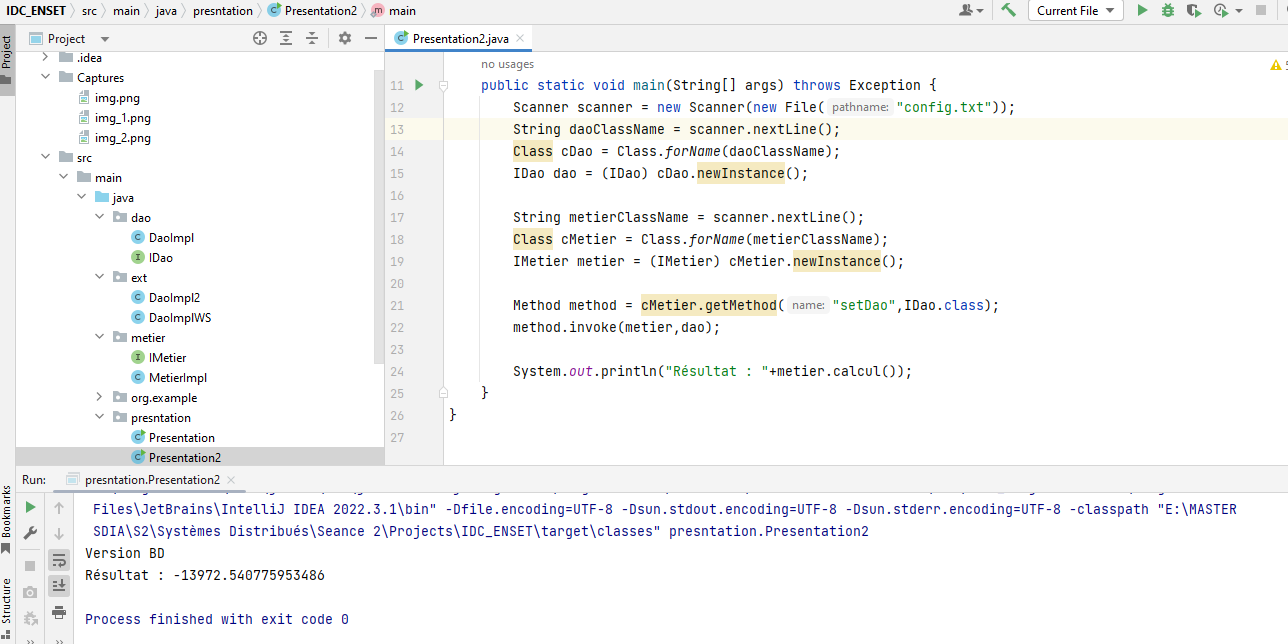 IDC_ENSET src main java presntation Presentation2 main
Current File
Project
Project
Presentation2.java
.idea
Captures
img.png
img_1.png
img_2.png
src
main
java
dao
DaoImpl
IDao
ext
DaoImpl2
DaoImplWS
metier
IMetier
MetierImpl
org.example
presntation
Presentation
Presentation2
no usages
11 public static void main(String[] args) throws Exception {
12 Scanner scanner = new Scanner(new File( pathname: "config.txt"));
13 String daoClassName = scanner.nextLine();
14 Class cDao = Class.forName(daoClassName);
15 IDao dao = (IDao) cDao.newInstance();
16
17 String metierClassName = scanner.nextLine();
18 Class cMetier = Class.forName(metierClassName);
19 IMetier metier = (IMetier) cMetier.newInstance();
20
21 Method method = cMetier.getMethod( name: "setDao",IDao.class);
22 method.invoke(metier,dao);
23
24 System.out.println("Résultat : "+metier.calcul());
25 }
26 }
27
Run: presntation.Presentation2
Bookmarks
Structure
Files\JetBrains\IntelliJ IDEA 2022.3.1\bin" -Dfile.encoding=UTF-8 -Dsun.stdout.encoding=UTF-8 -Dsun.stderr.encoding=UTF-8 -classpath "E:\MASTER
SDIA\S2\Systèmes Distribués\Seance 2\Projects\IDC_ENSET\target\classes" presntation.Presentation2
Version BD
Résultat : -13972.540775953486
Process finished with exit code 0